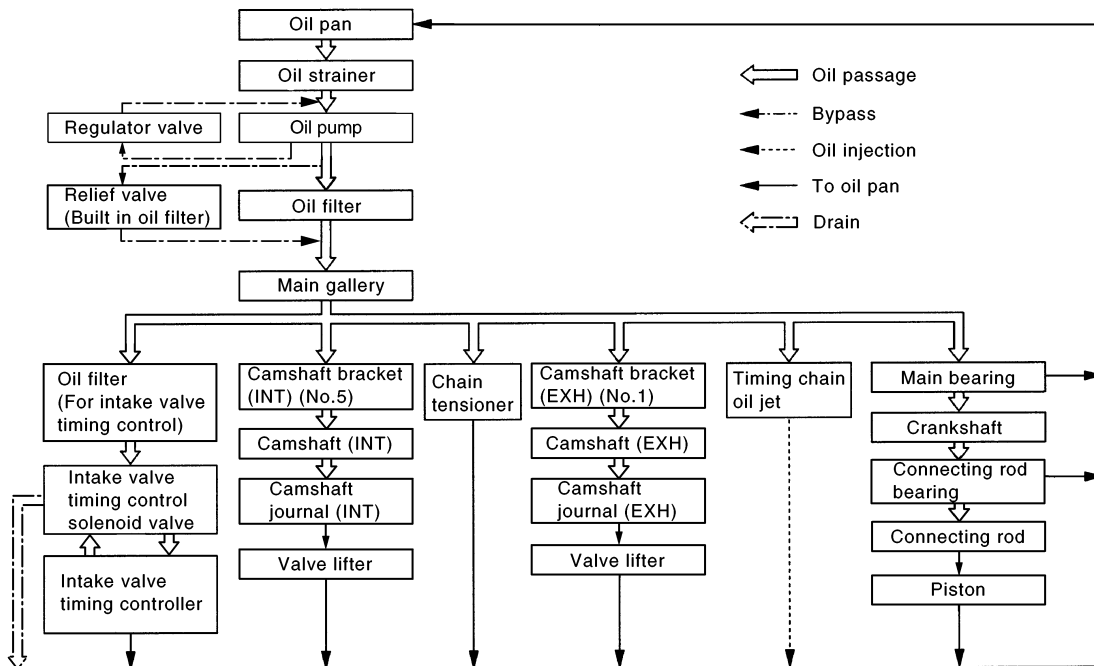 Oil pan
Oil strainer
Oil passage
Bypass
Regulator valve
Oil pump
Oil injection
To oil pan
Relief valve
(Built in oil filter)
Oil filter
Drain
Main gallery
Oil filter
(For intake valve
timing control)
Camshaft bracket
(INT) (No.5)
Chain
tensioner
Camshaft bracket
(EXH) (No.1)
Timing chain
oil jet
Main bearing
Camshaft (INT)
Camshaft (EXH)
Crankshaft
Intake valve
timing control
solenoid valve
Camshaft
journal (INT)
Camshaft
journal (EXH)
Connecting rod
bearing
Valve lifter
Valve lifter
Connecting rod
Intake valve
timing controller
Piston